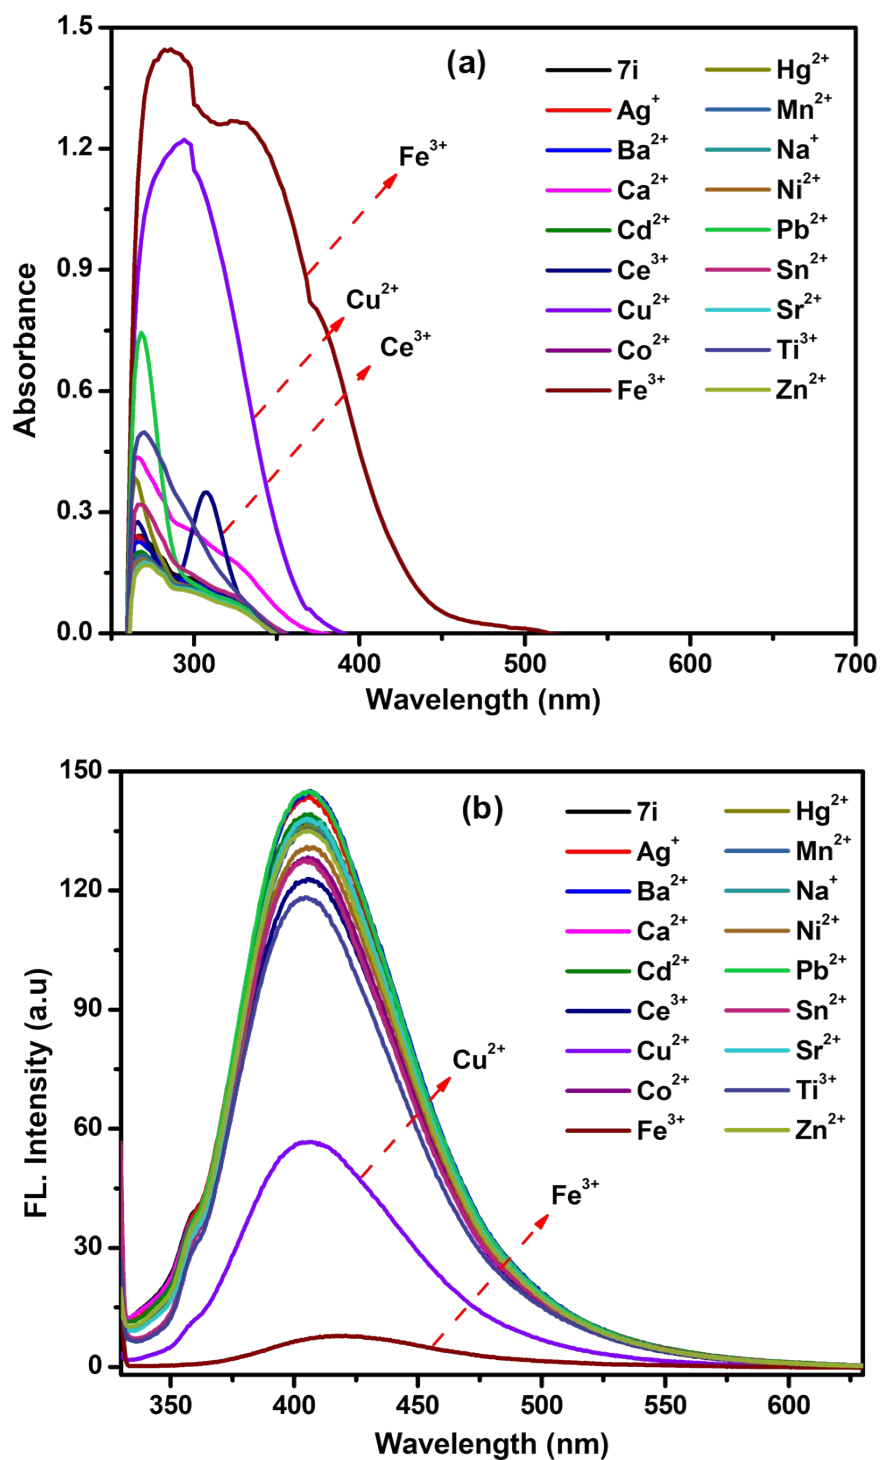 (a)
1.5
1.2
0.9
0.6
0.3
0.0
Absorbance
7i
Ag⁺
Ba²⁺
Ca²⁺
Cd²⁺
Ce³⁺
Cu²⁺
Co²⁺
Fe³⁺
Hg²⁺
Mn²⁺
Na⁺
Ni²⁺
Pb²⁺
Sn²⁺
Sr²⁺
Ti³⁺
Zn²⁺
Fe³⁺
Cu²⁺
Ce³⁺
300 400 500 600 700
Wavelength (nm)
(b)
150
120
90
60
30
0
FL. Intensity (a.u)
7i
Ag⁺
Ba²⁺
Ca²⁺
Cd²⁺
Ce³⁺
Cu²⁺
Co²⁺
Fe³⁺
Hg²⁺
Mn²⁺
Na⁺
Ni²⁺
Pb²⁺
Sn²⁺
Sr²⁺
Ti³⁺
Zn²⁺
Cu²⁺
Fe³⁺
350 400 450 500 550 600
Wavelength (nm)